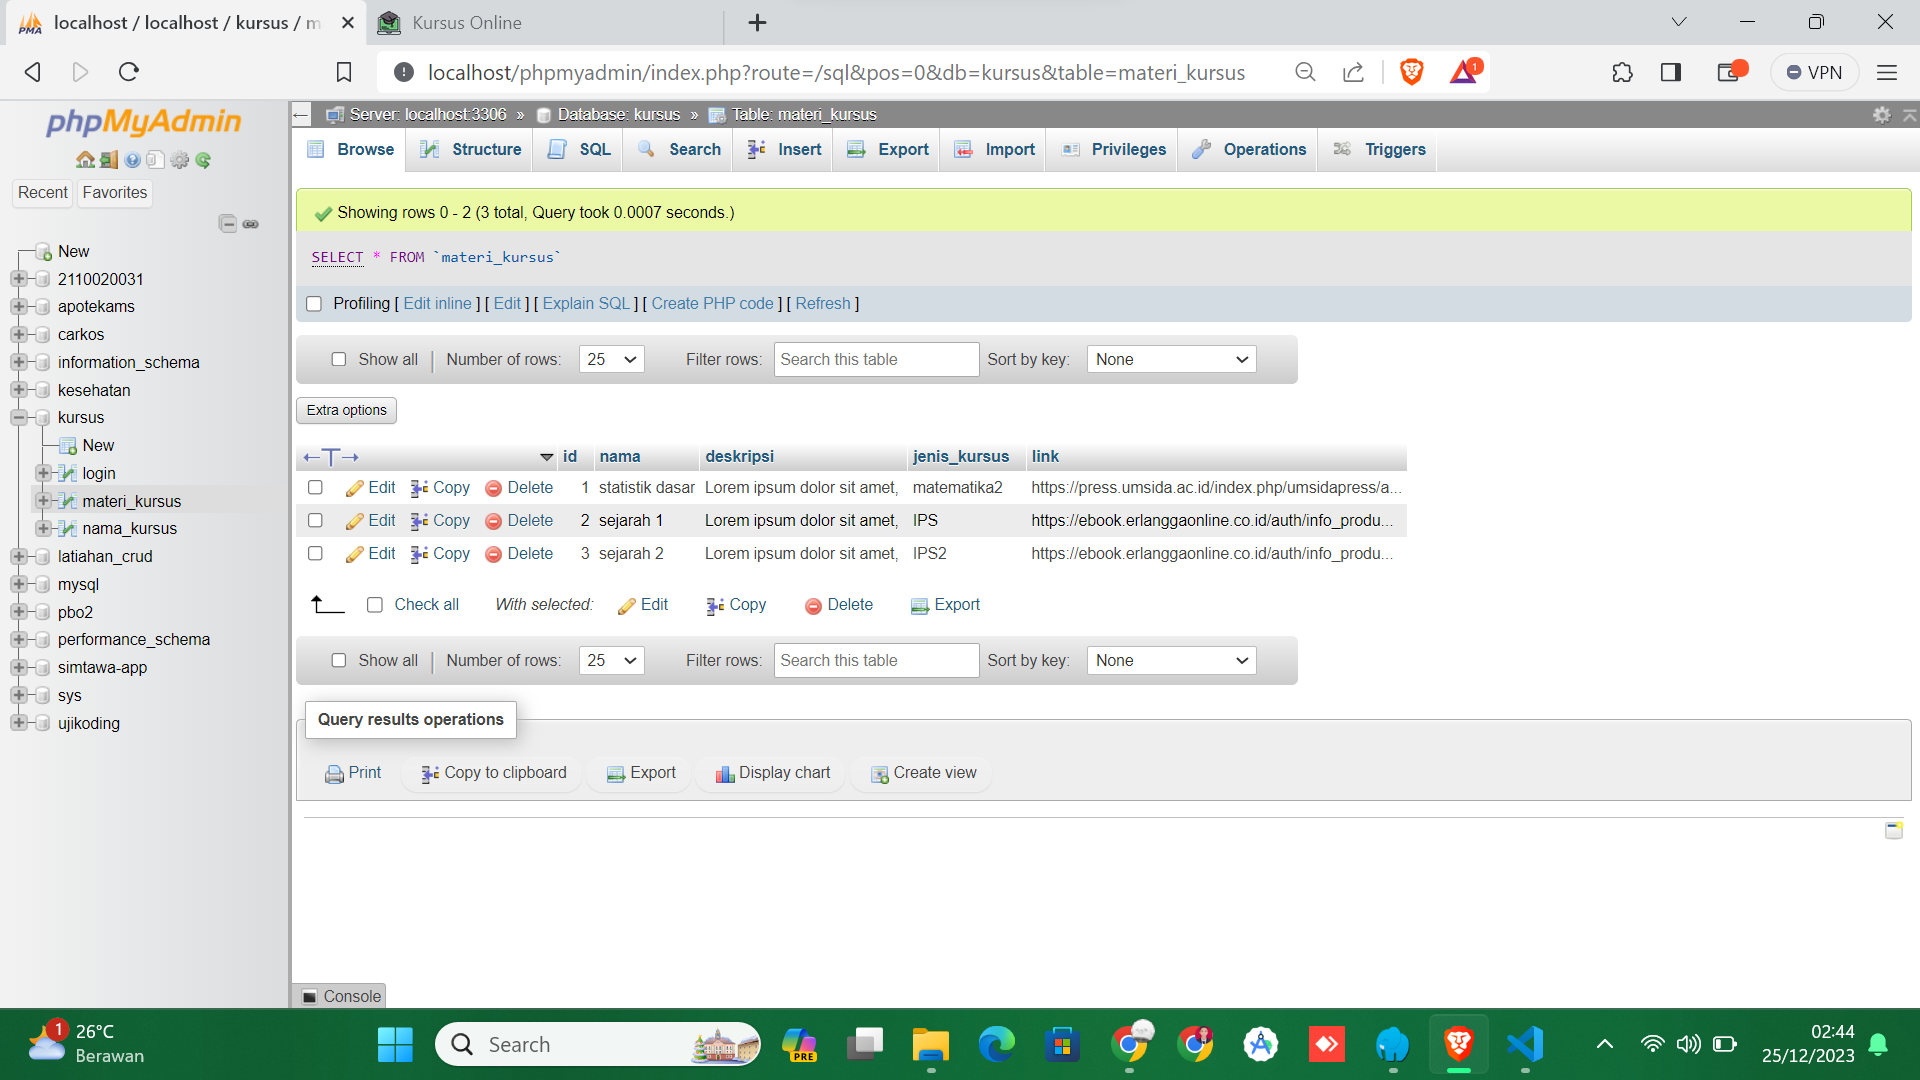 localhost / localhost / kursus / m
Kursus Online
localhost/phpmyadmin/index.php?route=/sql&pos=0&db=kursus&table=materi_kursus
1
VPN
phpMyAdmin
Recent
Favorites
New
2110020031
apotekams
carkos
information_schema
kesehatan
kursus
New
login
materi_kursus
nama_kursus
latiahan_crud
mysql
pbo2
performance_schema
simtawa-app
sys
ujikoding
Server: localhost:3306 » Database: kursus » Table: materi_kursus
Browse Structure SQL Search Insert Export Import Privileges Operations Triggers
Showing rows 0 - 2 (3 total, Query took 0.0007 seconds.)
SELECT * FROM `materi_kursus`
Profiling [ Edit inline ] [ Edit ] [ Explain SQL ] [ Create PHP code ] [ Refresh ]
Show all Number of rows: 25 Filter rows: Search this table Sort by key: None
Extra options
id nama deskripsi jenis_kursus link
Edit Copy Delete 1 statistik dasar Lorem ipsum dolor sit amet, matematika2 https://press.umsida.ac.id/index.php/umsidapress/a...
Edit Copy Delete 2 sejarah 1 Lorem ipsum dolor sit amet, IPS https://ebook.erlanggaonline.co.id/auth/info_produ...
Edit Copy Delete 3 sejarah 2 Lorem ipsum dolor sit amet, IPS2 https://ebook.erlanggaonline.co.id/auth/info_produ...
Check all With selected: Edit Copy Delete Export
Show all Number of rows: 25 Filter rows: Search this table Sort by key: None
Query results operations
Print Copy to clipboard Export Display chart Create view
Console
1
26°C
Berawan
Search
PRE
02:44
25/12/2023